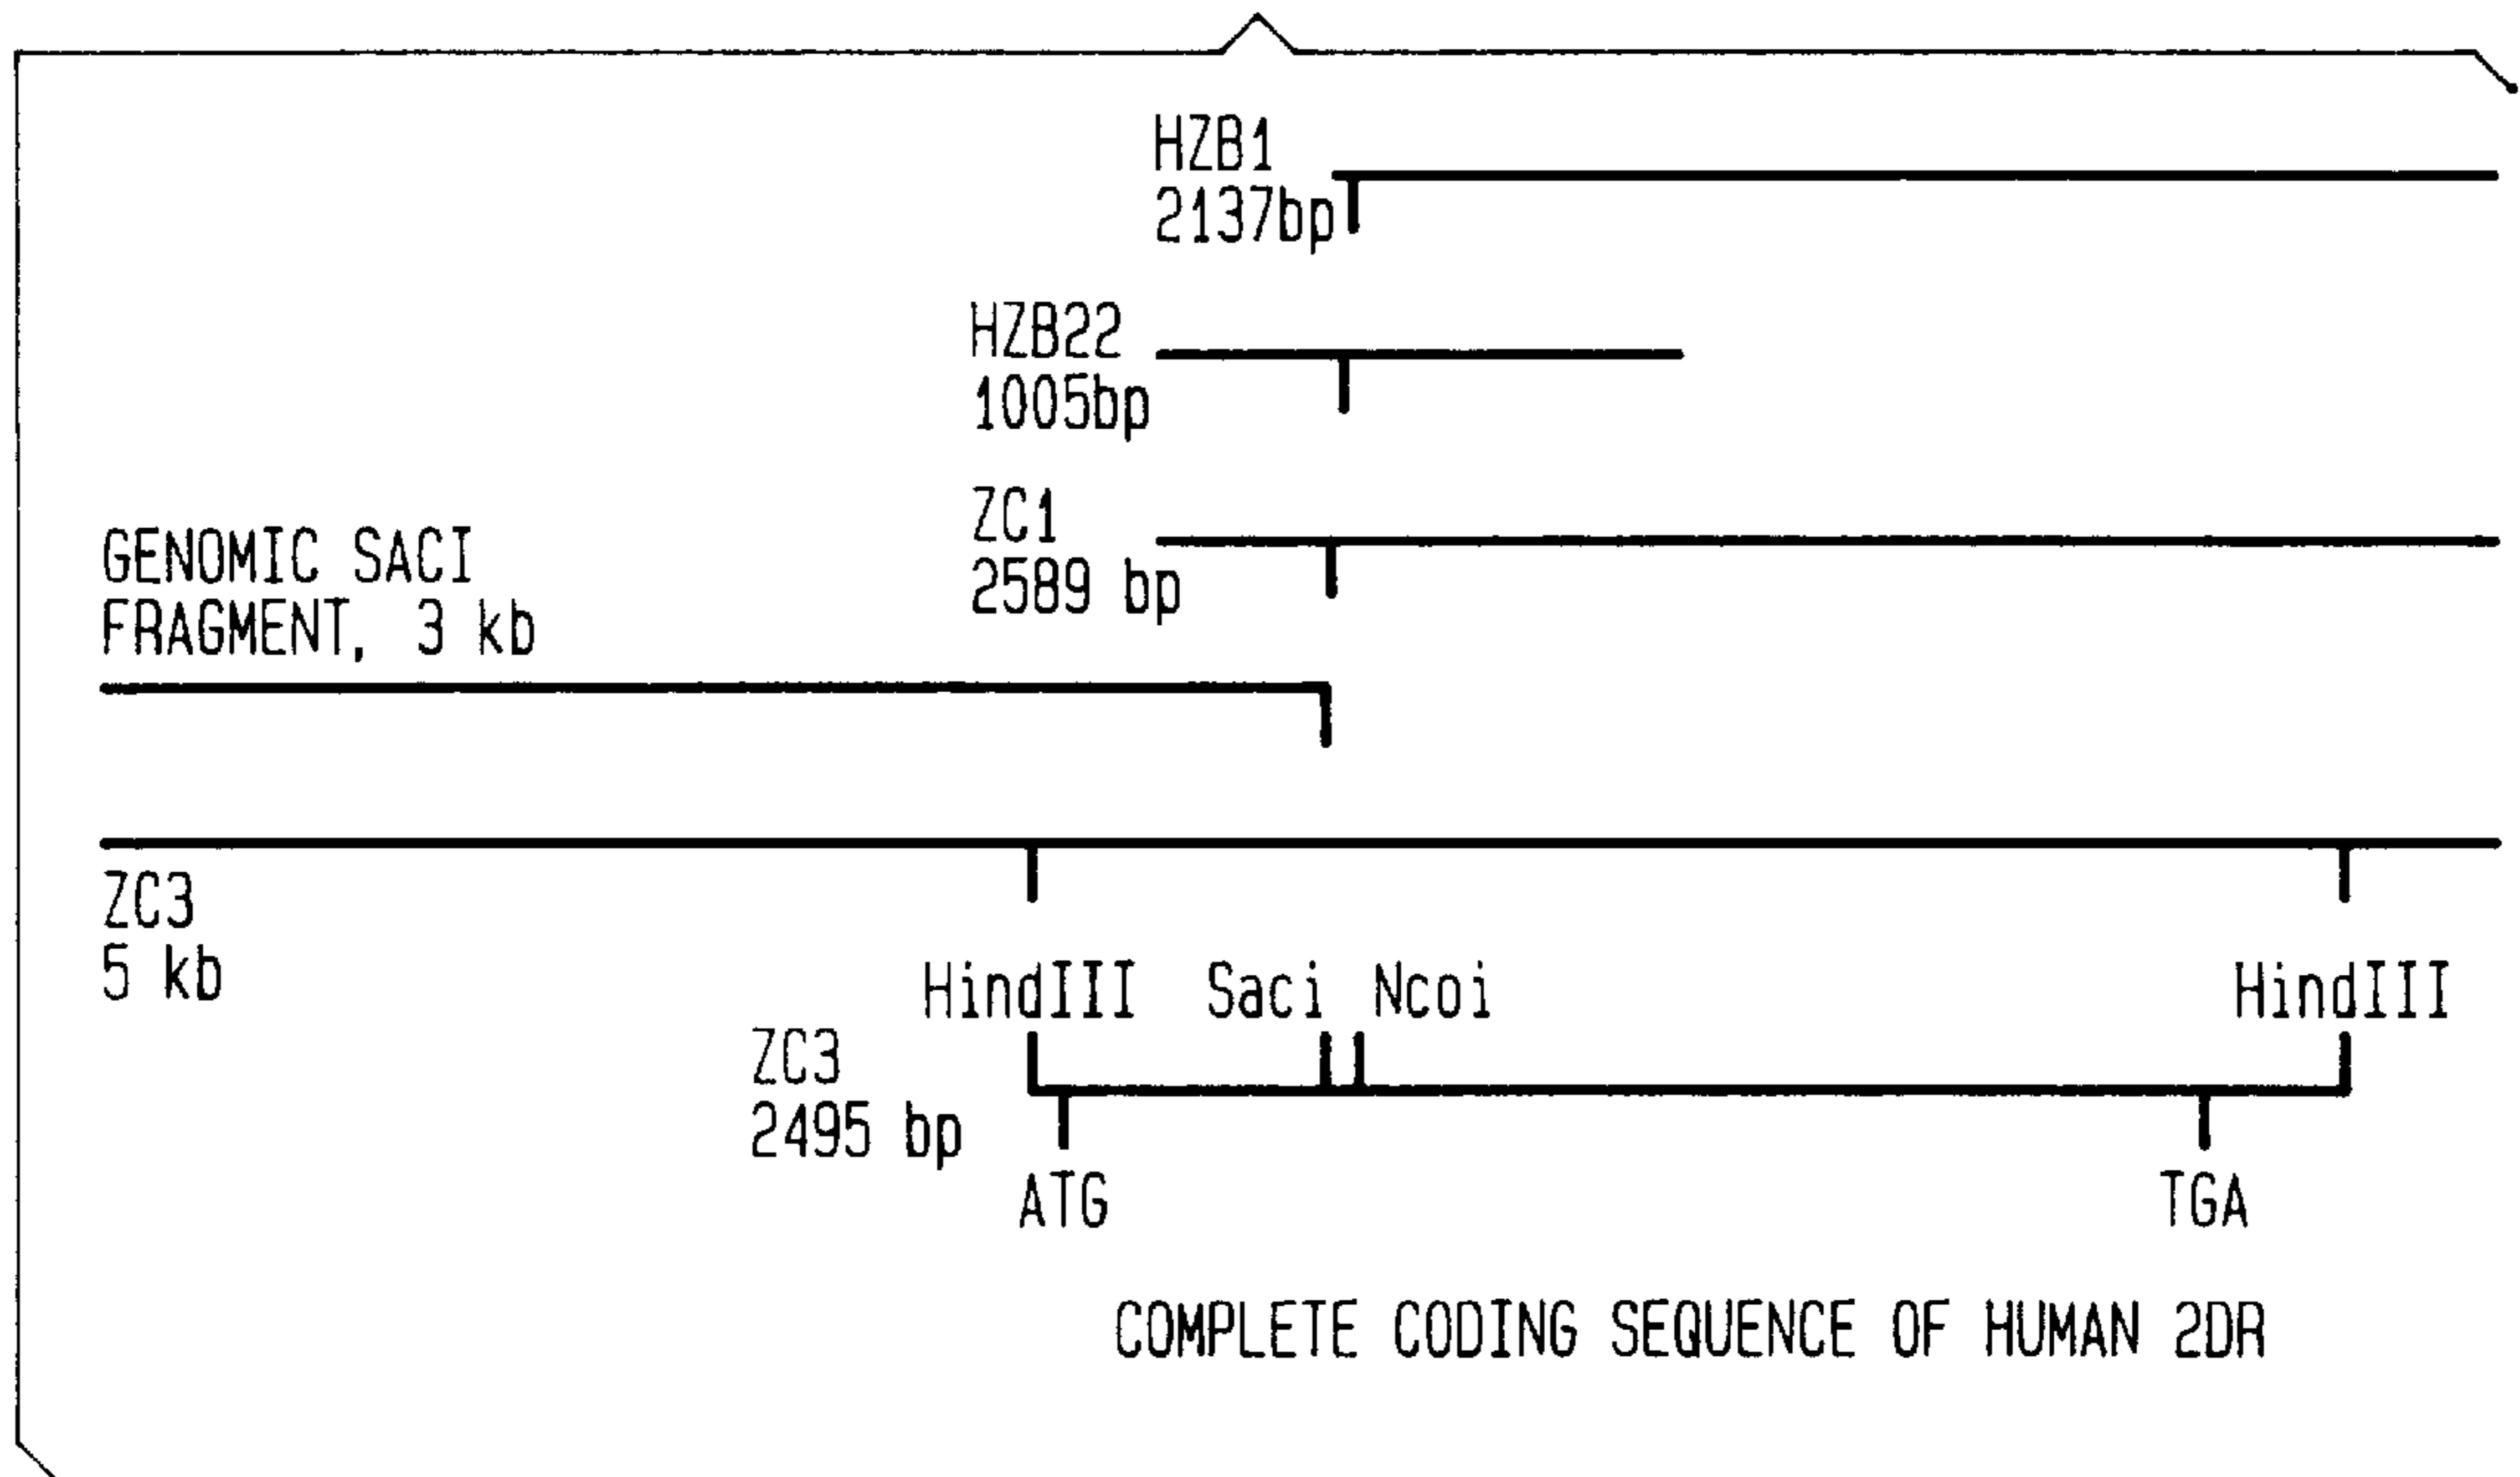 HZB1
2137bp
HZB22
1005bp
ZC1
2589 bp
GENOMIC SACI
FRAGMENT, 3 kb
ZC3
5 kb
HindIII Saci Ncoi HindIII
ZC3
2495 bp
ATG TGA
COMPLETE CODING SEQUENCE OF HUMAN 2DR